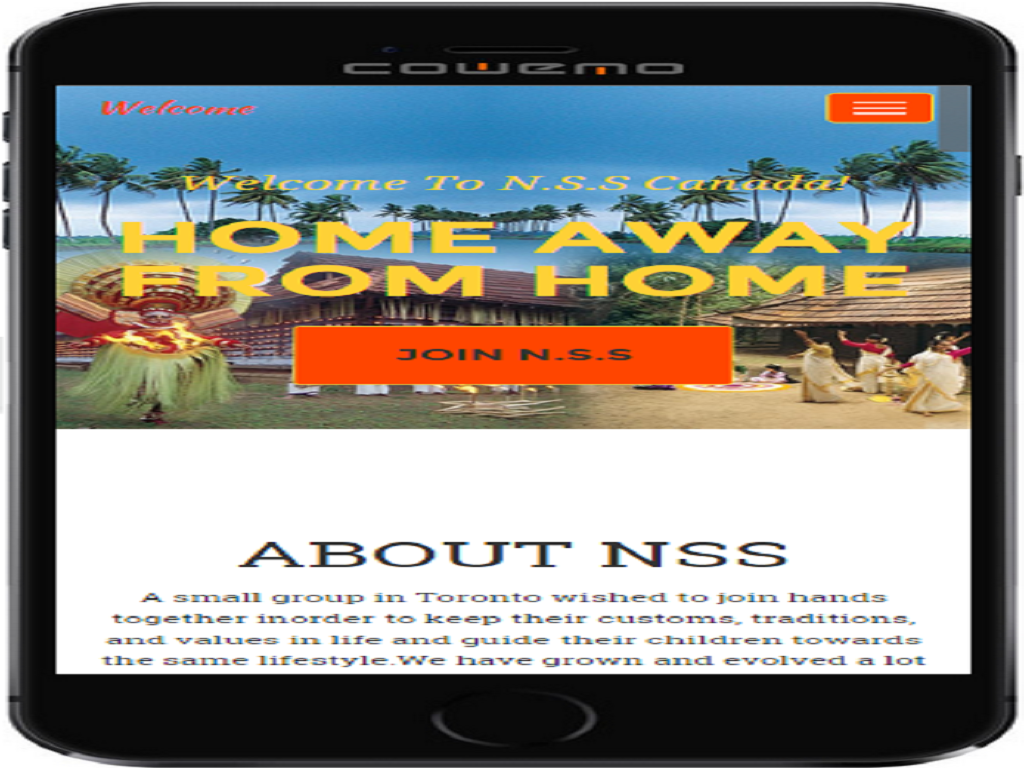 COWEMO
Welcome
Welcome To N.S.S Canada!
HOME AWAY
FROM HOME
JOIN N.S.S
ABOUT NSS
A small group in Toronto wished to join hands
together inorder to keep their customs, traditions,
and values in life and guide their children towards
the same lifestyle.We have grown and evolved a lot